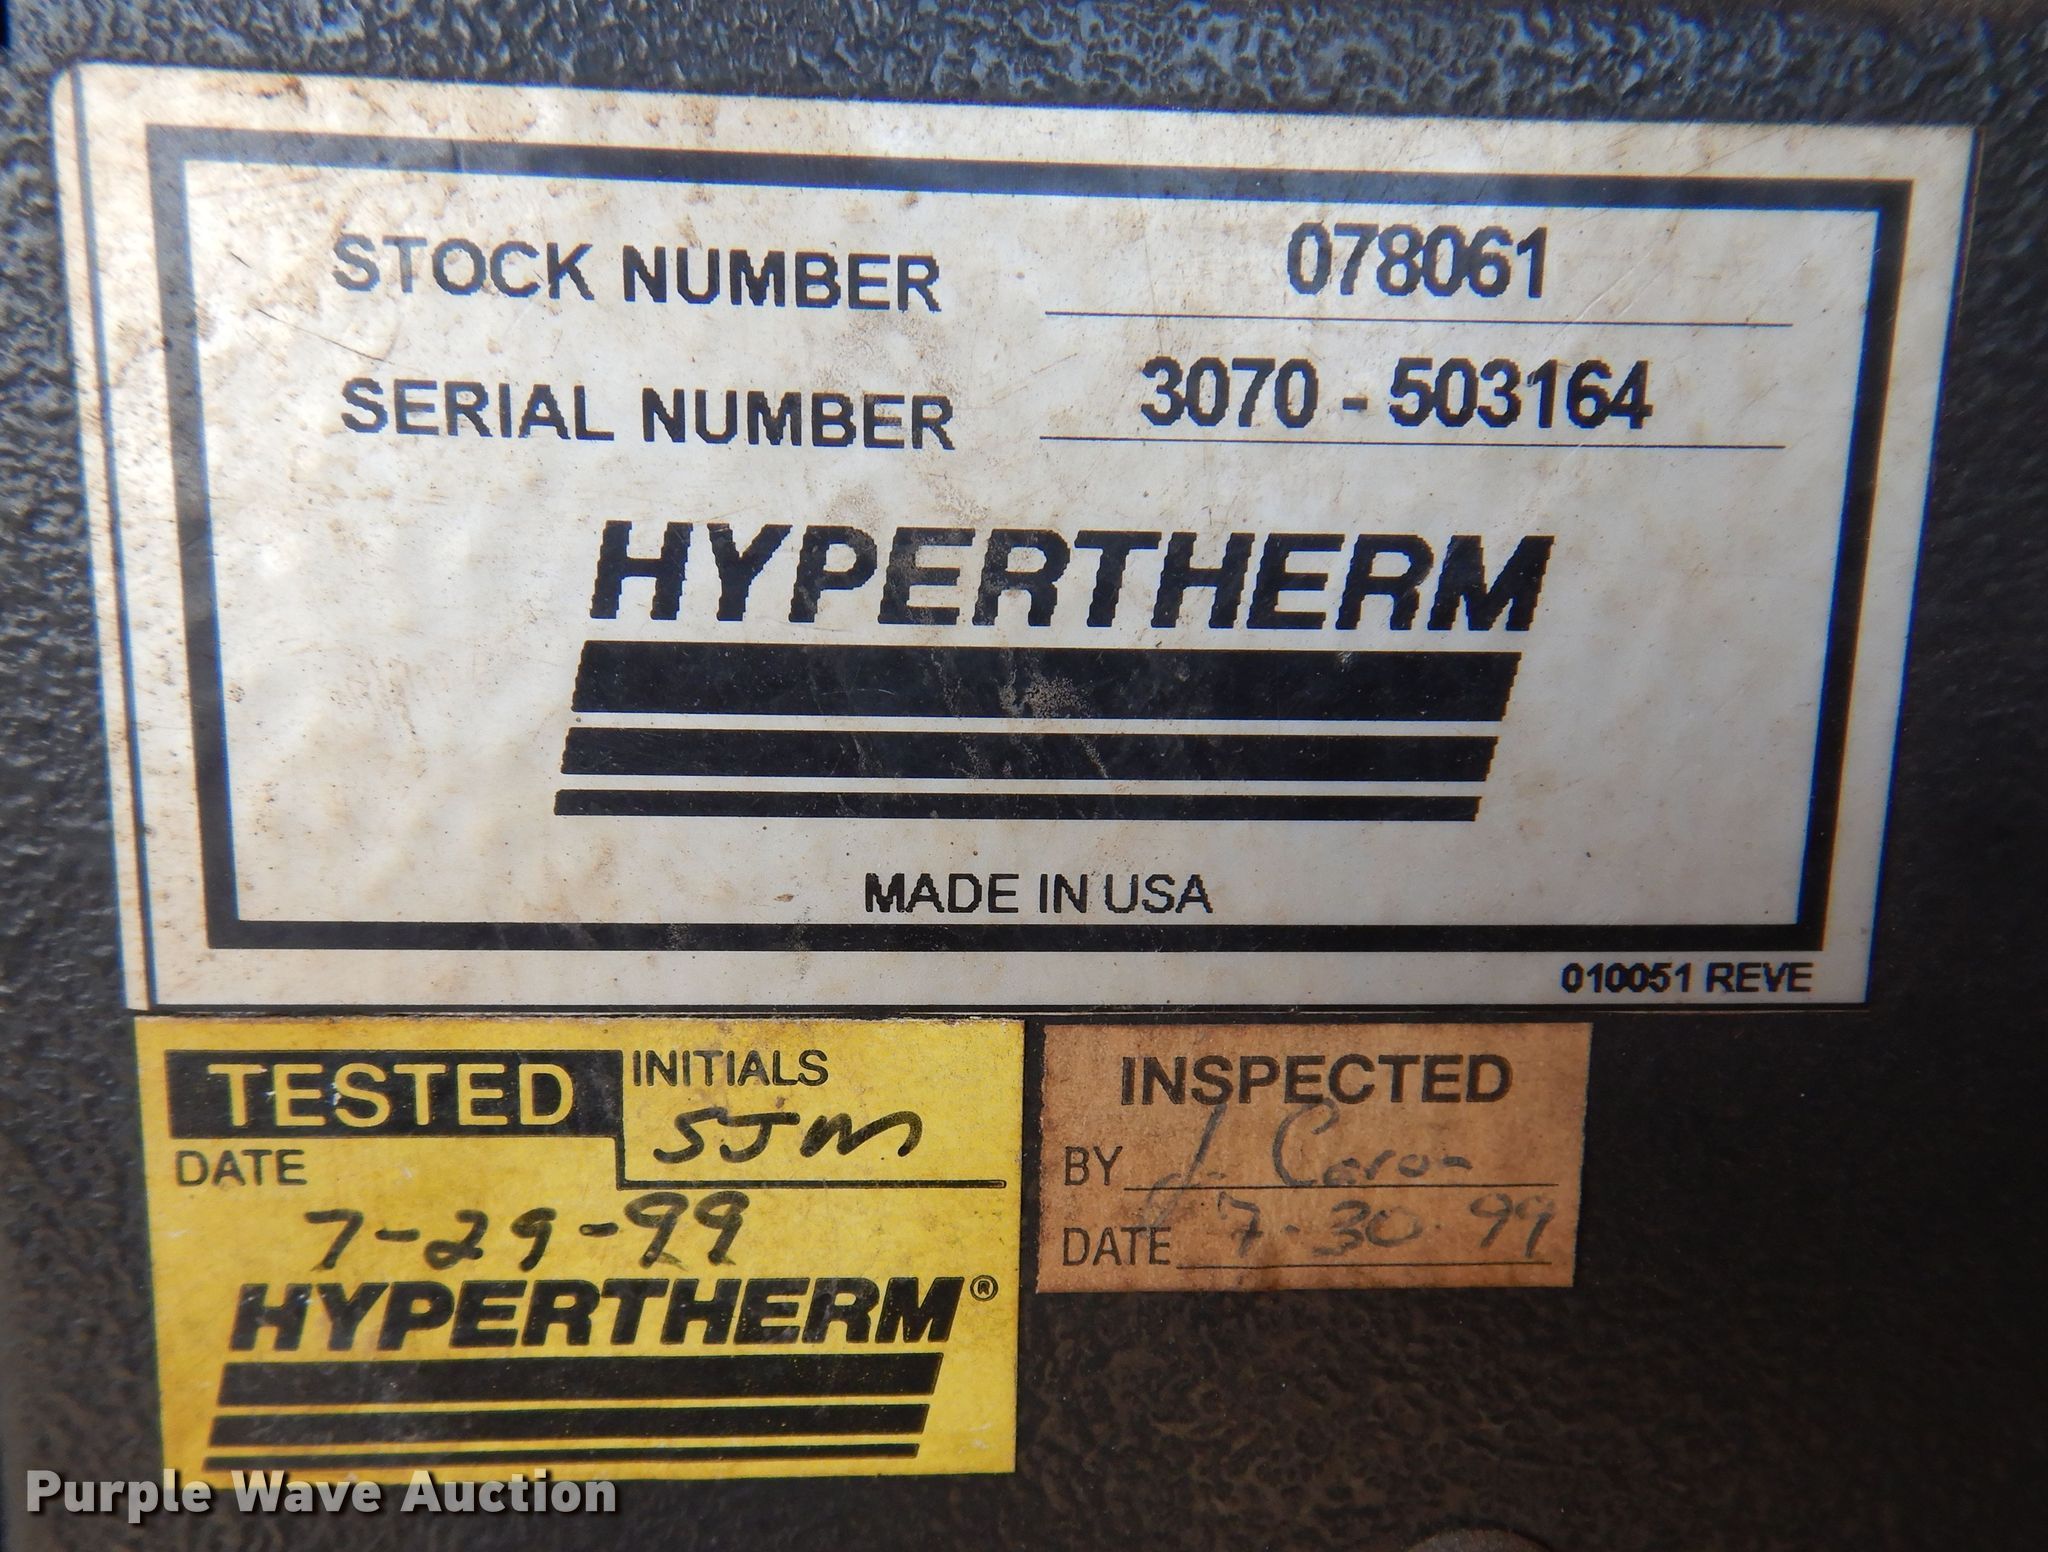 STOCK NUMBER 078061
SERIAL NUMBER 3070 - 503164
HYPERTHERM
MADE IN USA
010051 REVE
TESTED INITIALS
SJM
DATE
7-29-99
HYPERTHERM®
INSPECTED
BY J. Caron
DATE 7-30-99
Purple Wave Auction